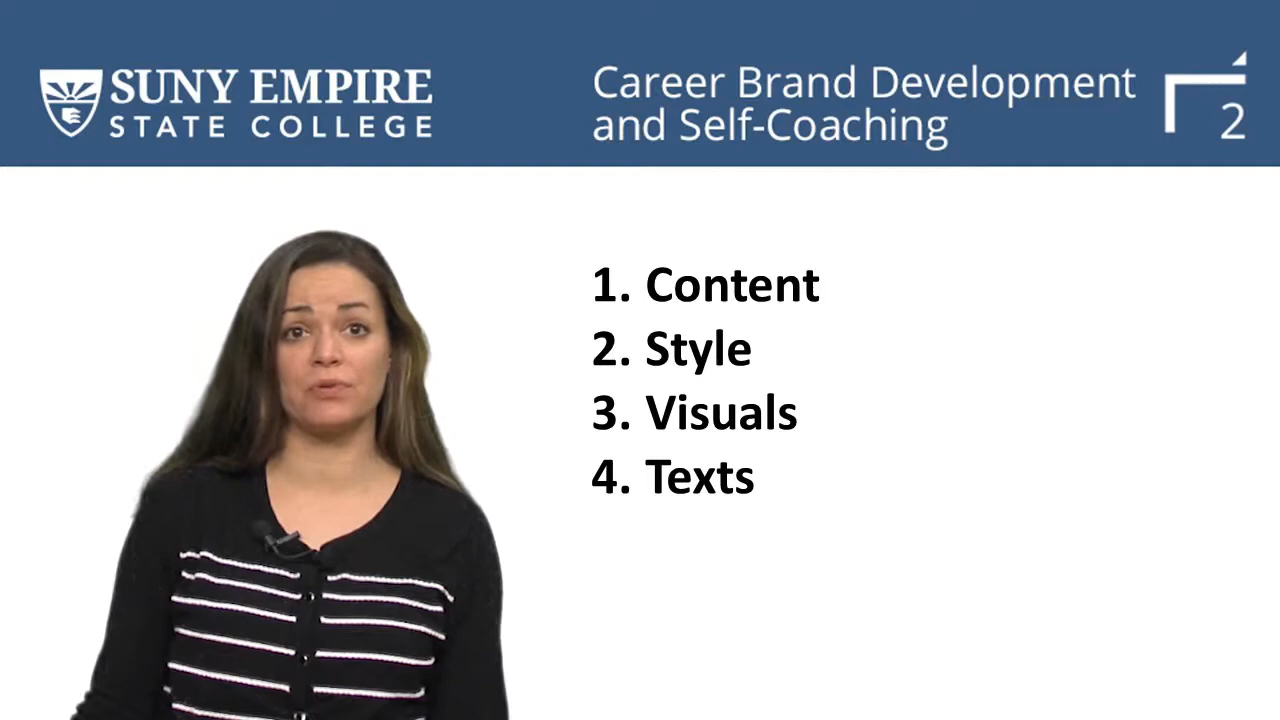 SUNY EMPIRE
STATE COLLEGE
Career Brand Development
and Self-Coaching
2
1. Content
2. Style
3. Visuals
4. Texts